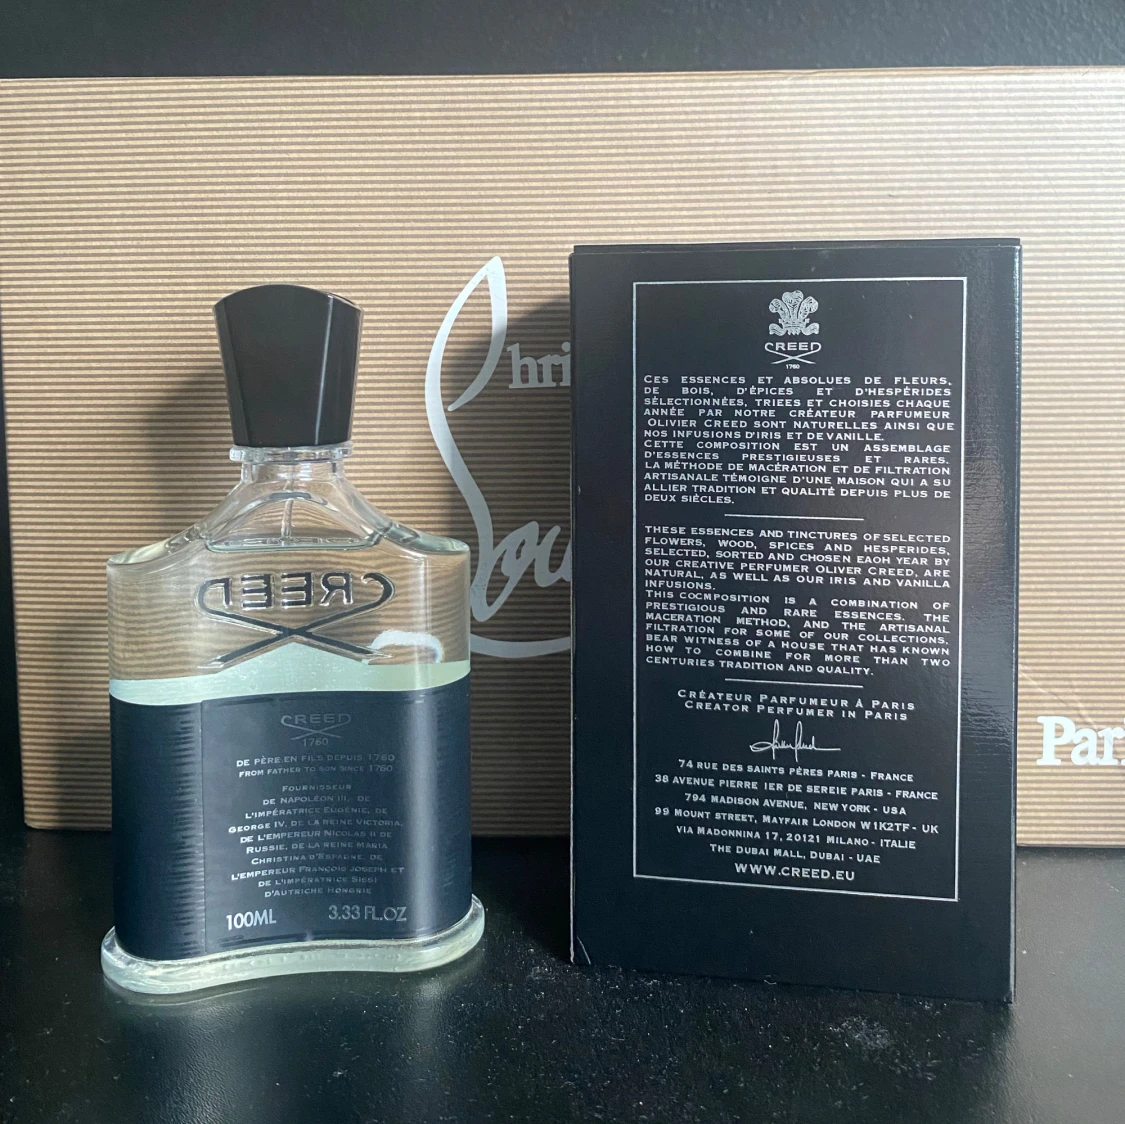 hri
Lou
Pari
CREED
CREED
1760
DE PÈRE EN FILS DEPUIS 1760
FROM FATHER TO SON SINCE 1760
FOURNISSEUR
DE NAPOLÉON III, DE
L'IMPÉRATRICE EUGÉNIE, DE
GEORGE IV, DE LA REINE VICTORIA,
DE L'EMPEREUR NICOLAS II DE
RUSSIE, DE LA REINE MARIA
CHRISTINA D'ESPAGNE, DE
L'EMPEREUR FRANÇOIS JOSEPH ET
DE L'IMPÉRATRICE SISSI
D'AUTRICHE HONGRIE
100ML 3.33 FL.OZ
CREED
1760
CES ESSENCES ET ABSOLUES DE FLEURS,
DE BOIS, D'ÉPICES ET D'HESPÉRIDES
SÉLECTIONNÉES, TRIEES ET CHOISIES CHAQUE
ANNÉE PAR NOTRE CRÉATEUR PARFUMEUR
OLIVIER CREED SONT NATURELLES AINSI QUE
NOS INFUSIONS D'IRIS ET DE VANILLE.
CETTE COMPOSITION EST UN ASSEMBLAGE
D'ESSENCES PRESTIGIEUSES ET RARES.
LA MÉTHODE DE MACÉRATION ET DE FILTRATION
ARTISANALE TÉMOIGNE D'UNE MAISON QUI A SU
ALLIER TRADITION ET QUALITÉ DEPUIS PLUS DE
DEUX SIÈCLES.
THESE ESSENCES AND TINCTURES OF SELECTED
FLOWERS, WOOD, SPICES AND HESPERIDES,
SELECTED, SORTED AND CHOSEN EAOH YEAR BY
OUR CREATIVE PERFUMER OLIVER CREED, ARE
NATURAL, AS WELL AS OUR IRIS AND VANILLA
INFUSIONS.
THIS COCMPOSITION IS A COMBINATION OF
PRESTIGIOUS AND RARE ESSENCES. THE
MACERATION METHOD, AND THE ARTISANAL
FILTRATION FOR SOME OF OUR COLLECTIONS,
BEAR WITNESS OF A HOUSE THAT HAS KNOWN
HOW TO COMBINE FOR MORE THAN TWO
CENTURIES TRADITION AND QUALITY.
CRÉATEUR PARFUMEUR À PARIS
CREATOR PERFUMER IN PARIS
74 RUE DES SAINTS PÈRES PARIS - FRANCE
38 AVENUE PIERRE 1ER DE SEREIE PARIS - FRANCE
794 MADISON AVENUE, NEW YORK - USA
99 MOUNT STREET, MAYFAIR LONDON W1K2TF - UK
VIA MADONNINA 17, 20121 MILANO - ITALIE
THE DUBAI MALL, DUBAI - UAE
WWW.CREED.EU